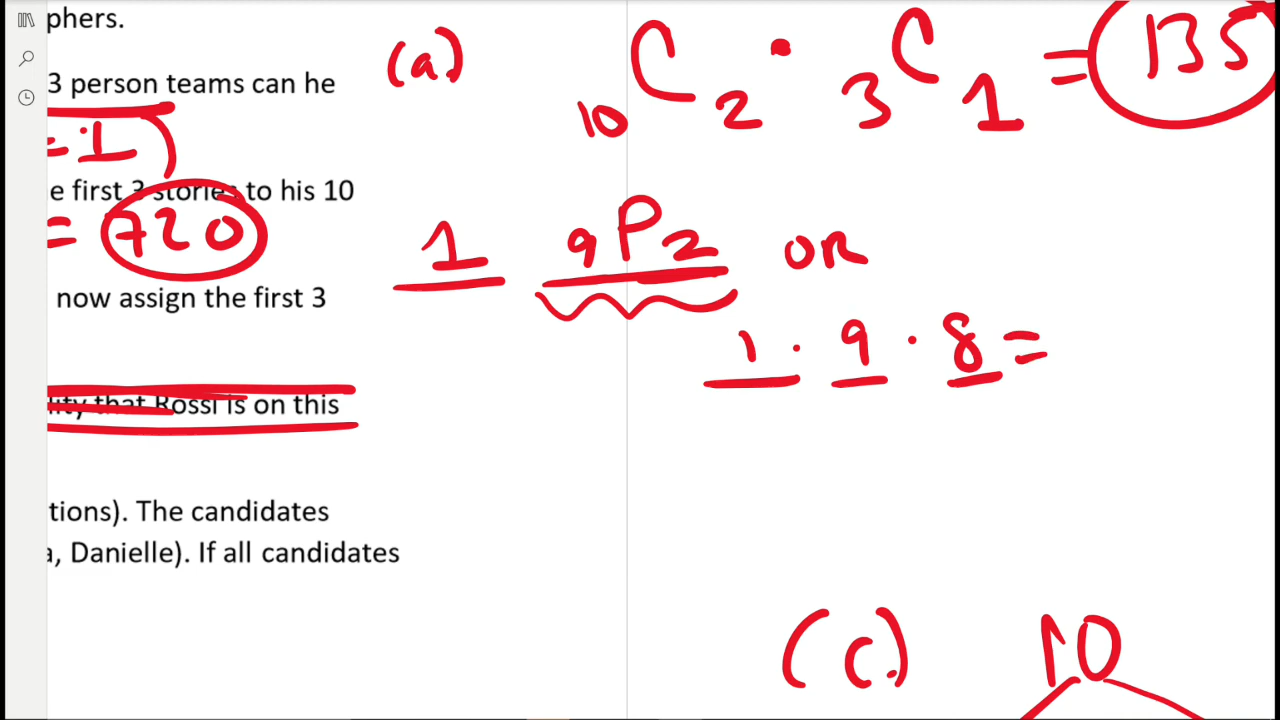 phers.
(a) 10C2 · 3C1 = 135
3 person teams can he
= 1)
e first 3 stories to his 10
= 720
1 9P2 OR
now assign the first 3
1 · 9 · 8 =
lity that Rossi is on this
tions). The candidates
a, Danielle). If all candidates
(c) 10